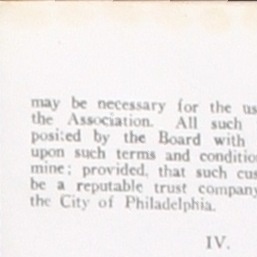 may be necessary for the us
the Association. All such
posited by the Board with
upon such terms and conditio
mine; provided, that such cus
be a reputable trust company
the City of Philadelphia.
IV.